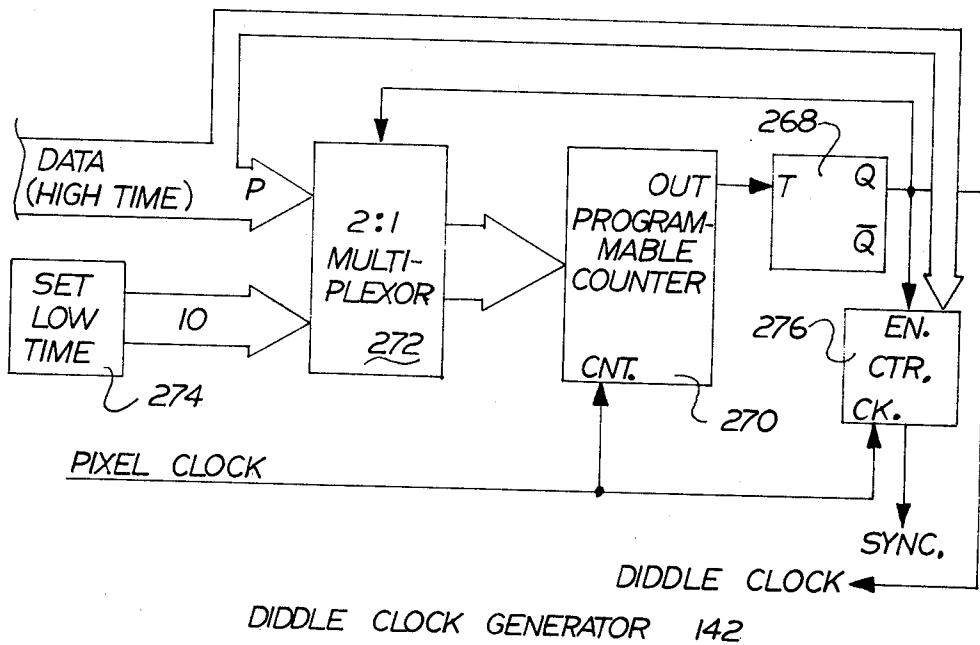 DATA
(HIGH TIME)
P
SET
LOW
TIME
10
274
2:1
MULTI-
PLEXOR
272
OUT
PROGRAM-
MABLE
COUNTER
CNT.
270
268
T Q
Q̅
276
EN.
CTR.
CK.
PIXEL CLOCK
SYNC.
DIDDLE CLOCK
DIDDLE CLOCK GENERATOR 142